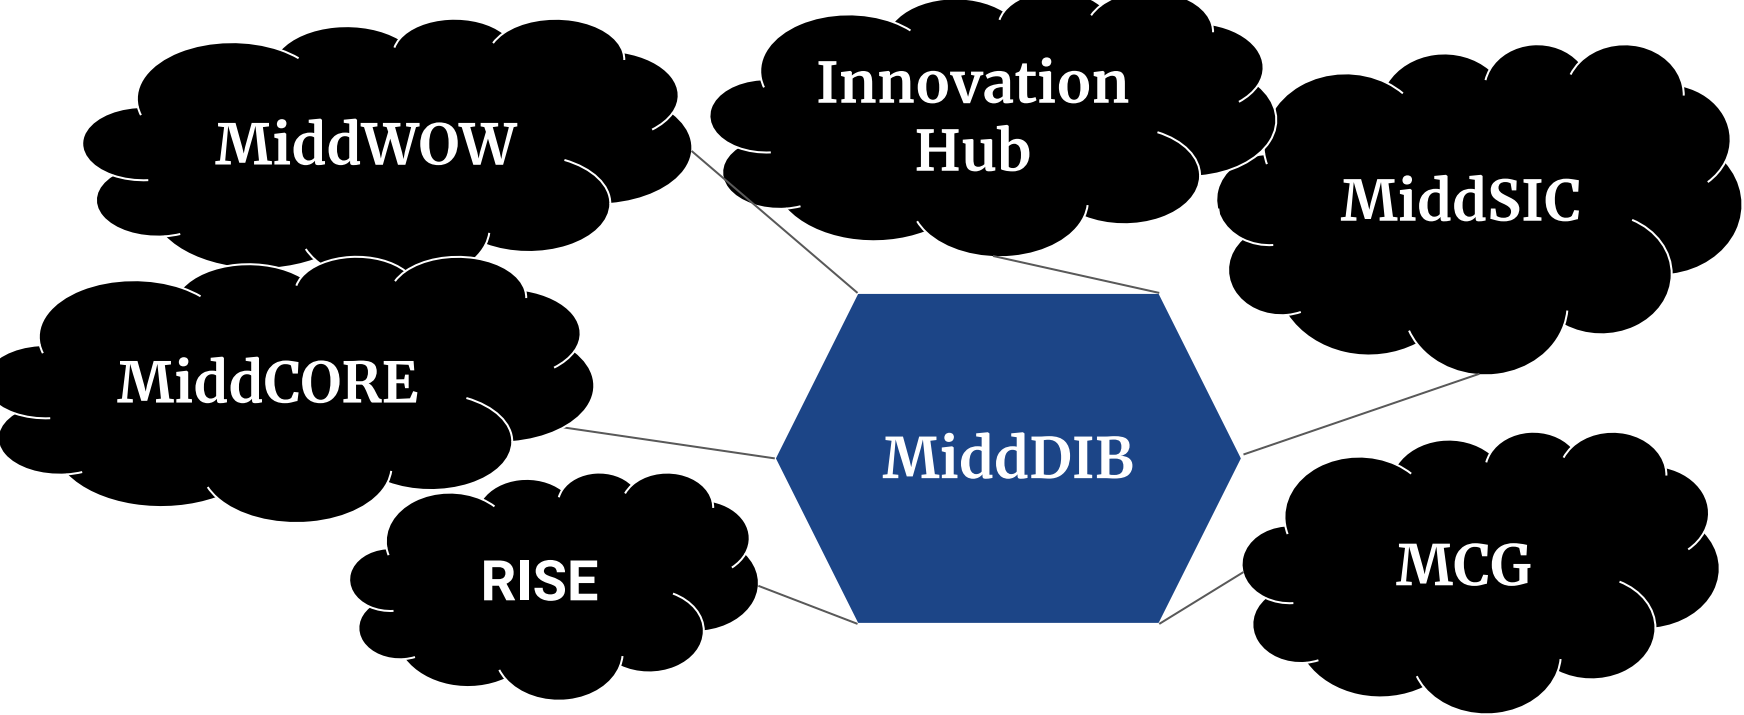 MiddWOW
Innovation
Hub
MiddSIC
MiddCORE
MiddDIB
RISE
MCG